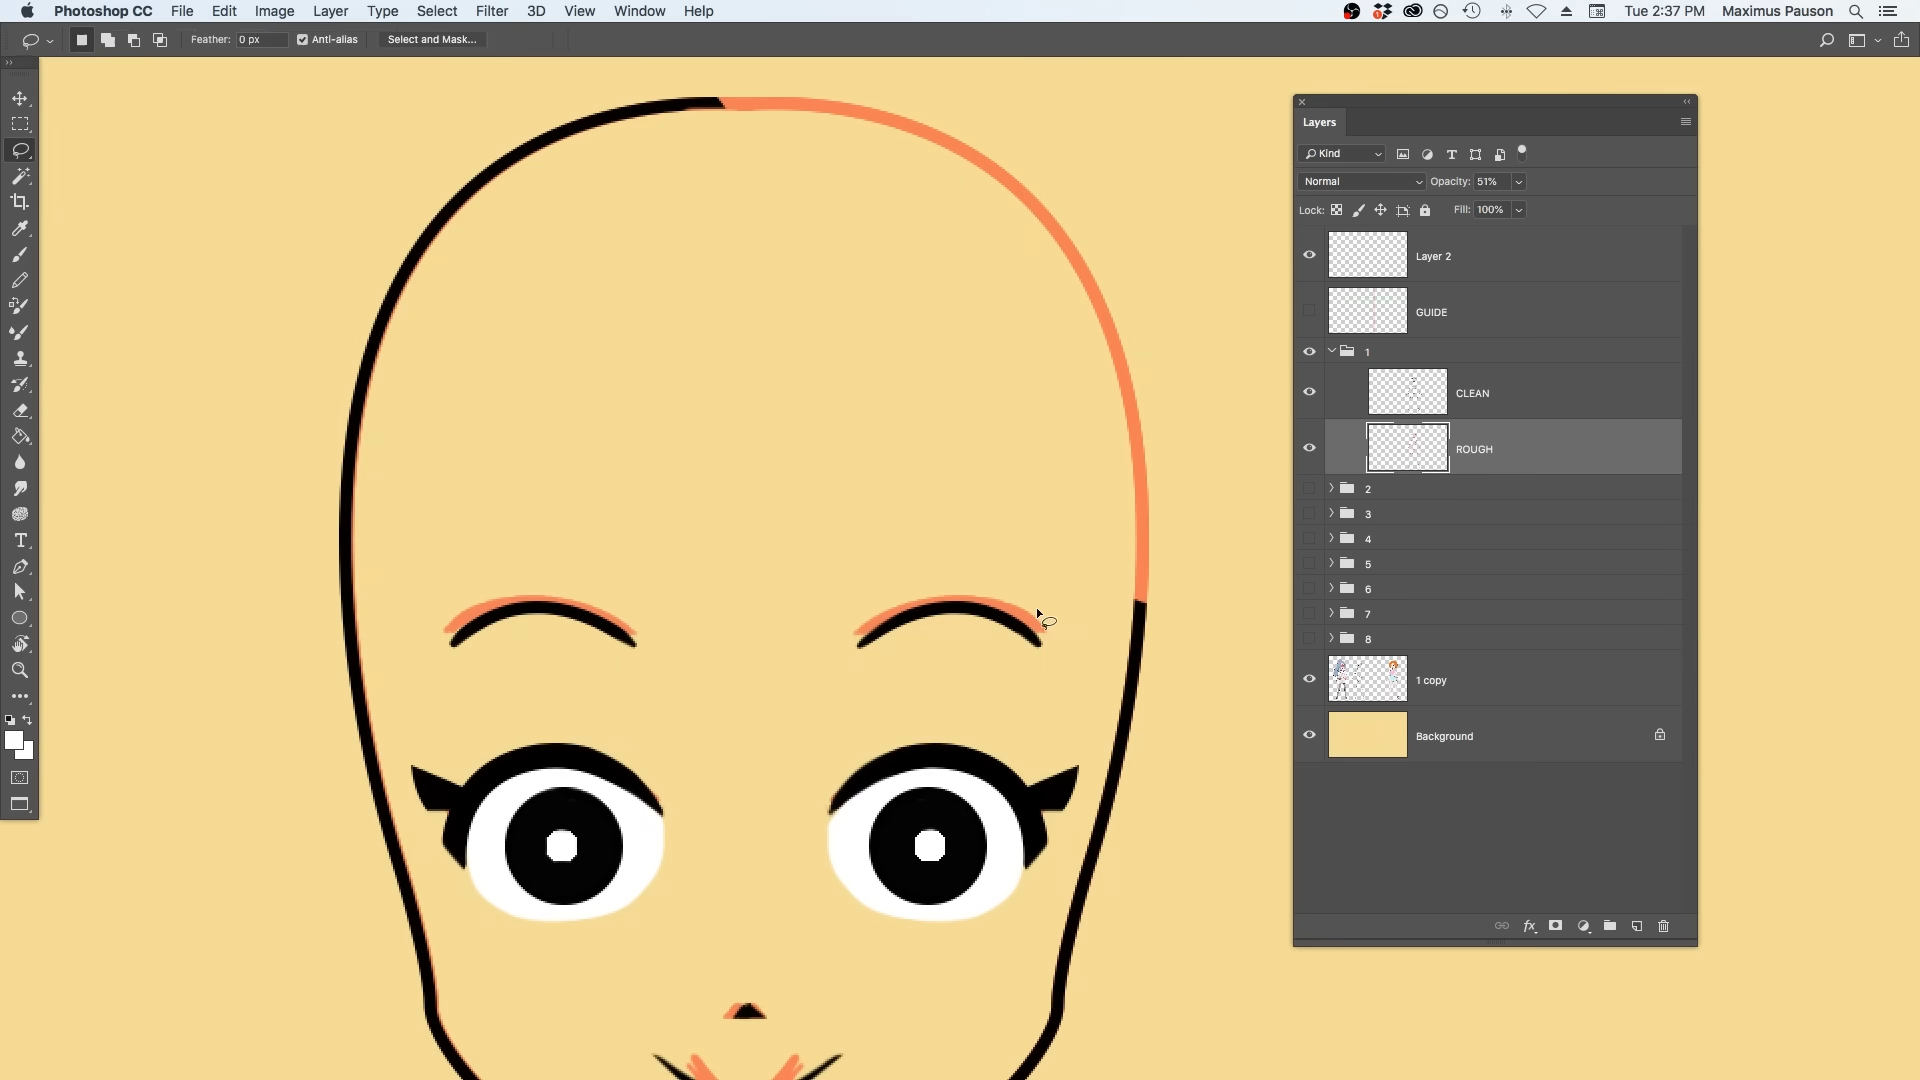 Photoshop CC File Edit Image Layer Type Select Filter 3D View Window Help Tue 2:37 PM Maximus Pauson
Feather: 0 px Anti-alias Select and Mask...
Layers
Kind
Normal Opacity: 51%
Lock: Fill: 100%
Layer 2
GUIDE
1
CLEAN
ROUGH
2
3
4
5
6
7
8
1 copy
Background